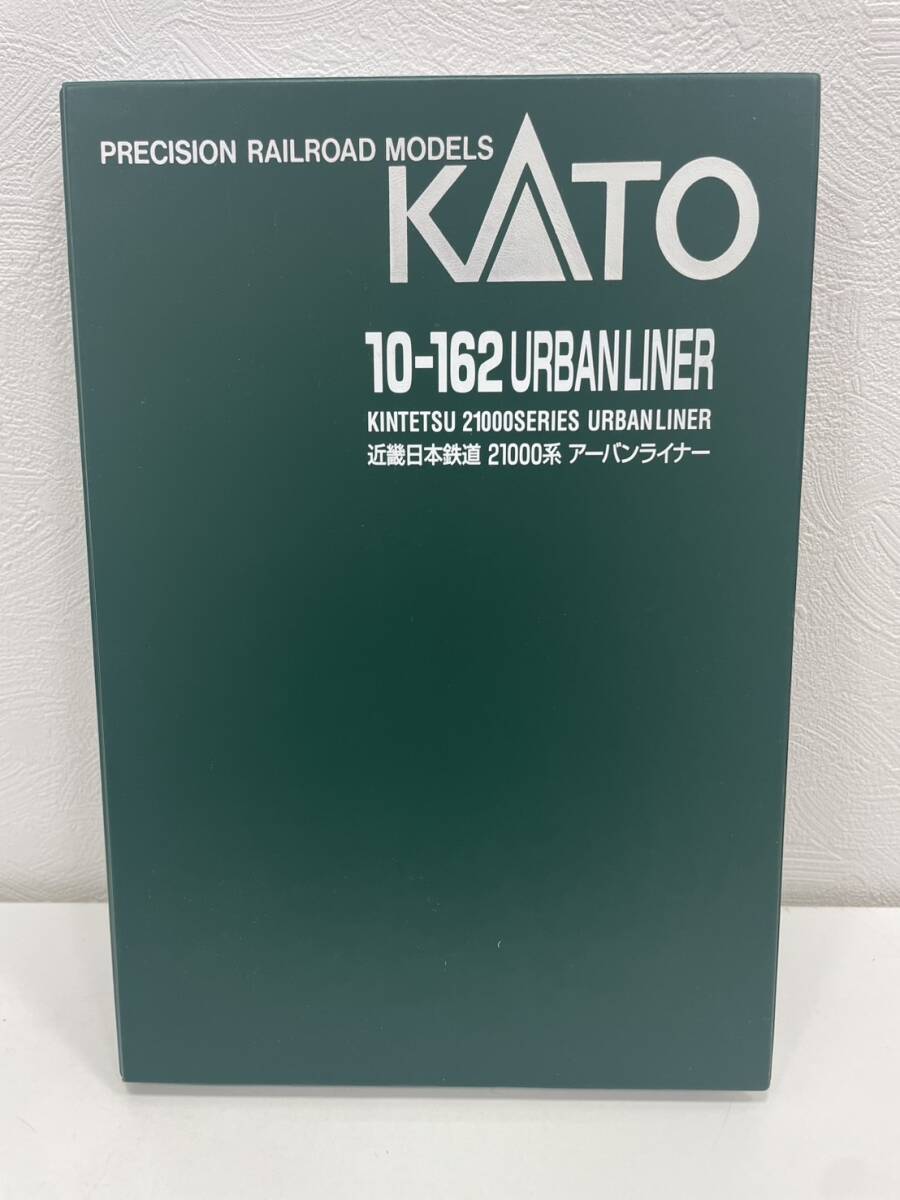 PRECISION RAILROAD MODELS
KATO
10-162 URBAN LINER
KINTETSU 21000SERIES URBAN LINER
近畿日本鉄道 21000系 アーバンライナー